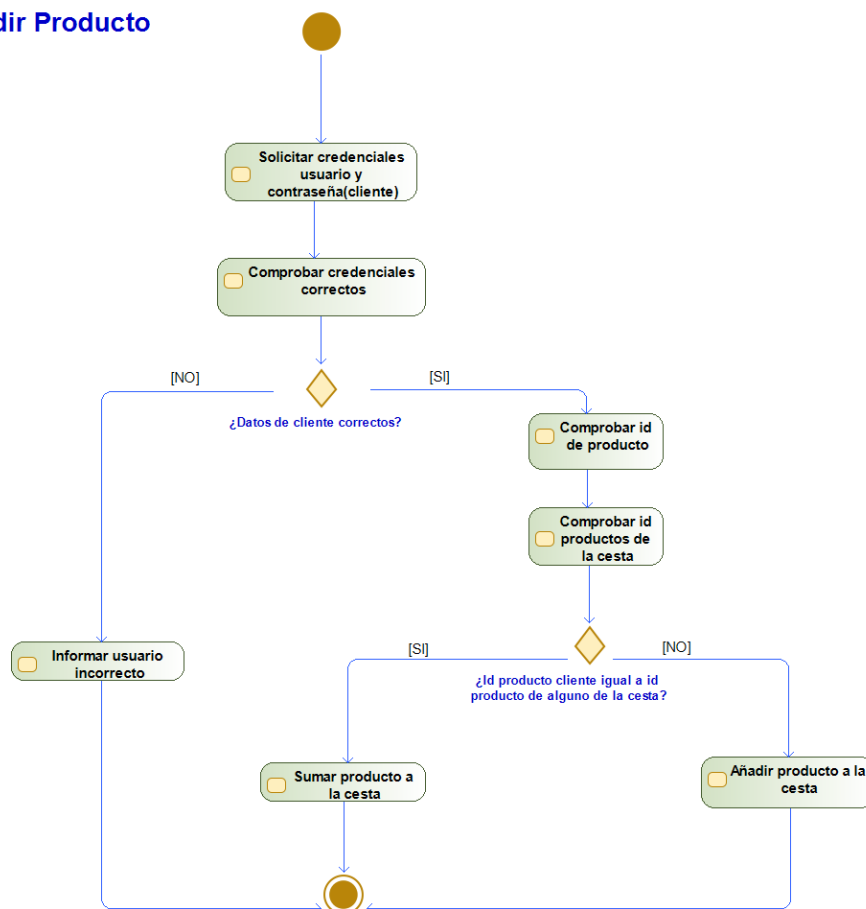 dir Producto
Solicitar credenciales
usuario y
contraseña(cliente)
Comprobar credenciales
correctos
[NO]
[SI]
¿Datos de cliente correctos?
Comprobar id
de producto
Comprobar id
productos de
la cesta
[SI]
[NO]
Informar usuario
incorrecto
¿Id producto cliente igual a id
producto de alguno de la cesta?
Sumar producto a
la cesta
Añadir producto a la
cesta